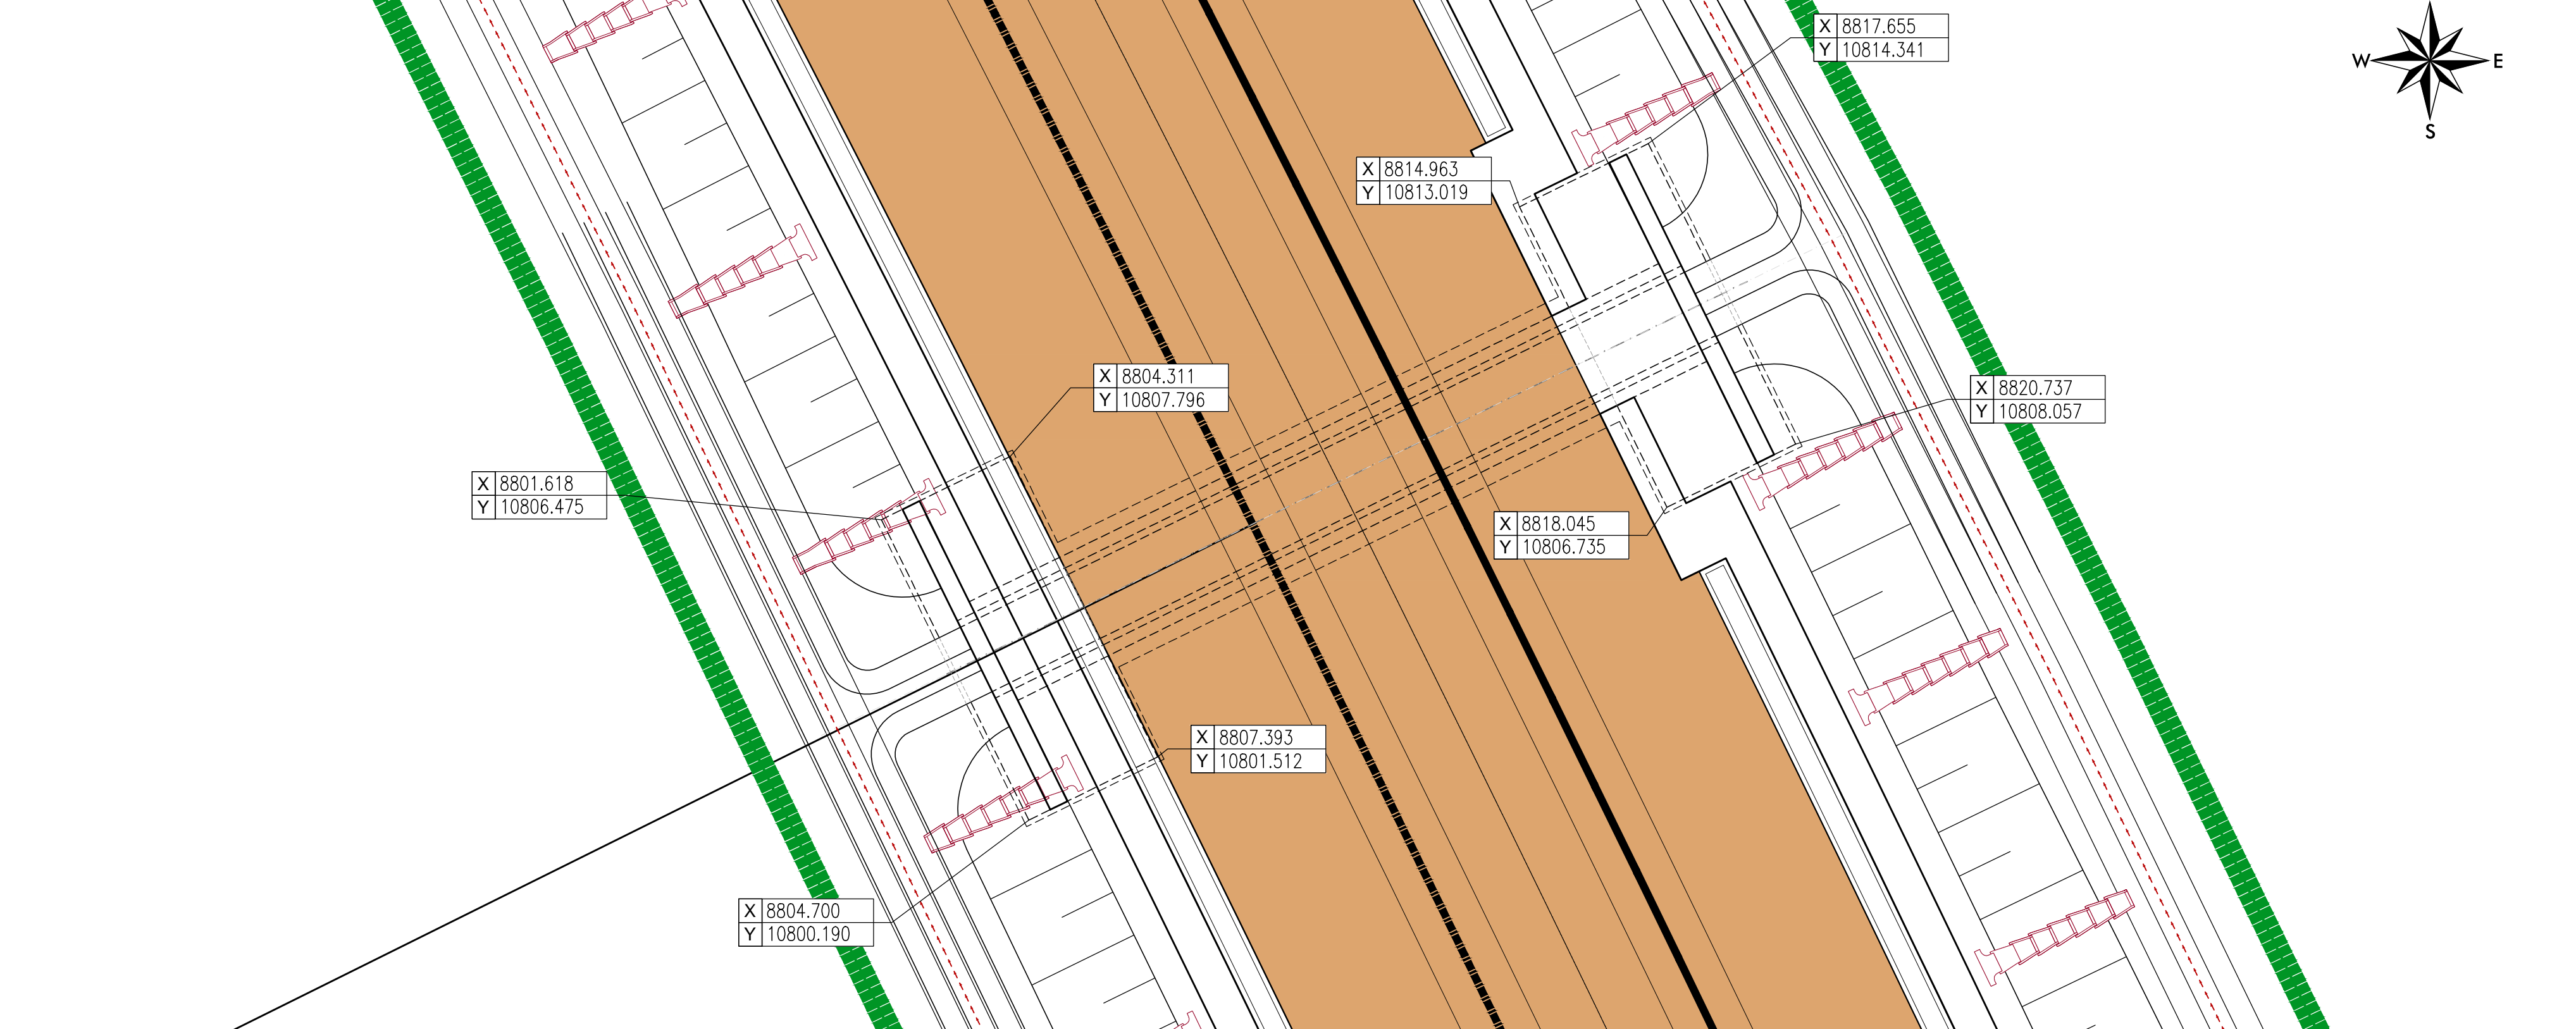 X 8817.655
Y 10814.341
W E
S
X 8814.963
Y 10813.019
X 8804.311
Y 10807.796
X 8820.737
Y 10808.057
X 8801.618
Y 10806.475
X 8818.045
Y 10806.735
X 8807.393
Y 10801.512
X 8804.700
Y 10800.190